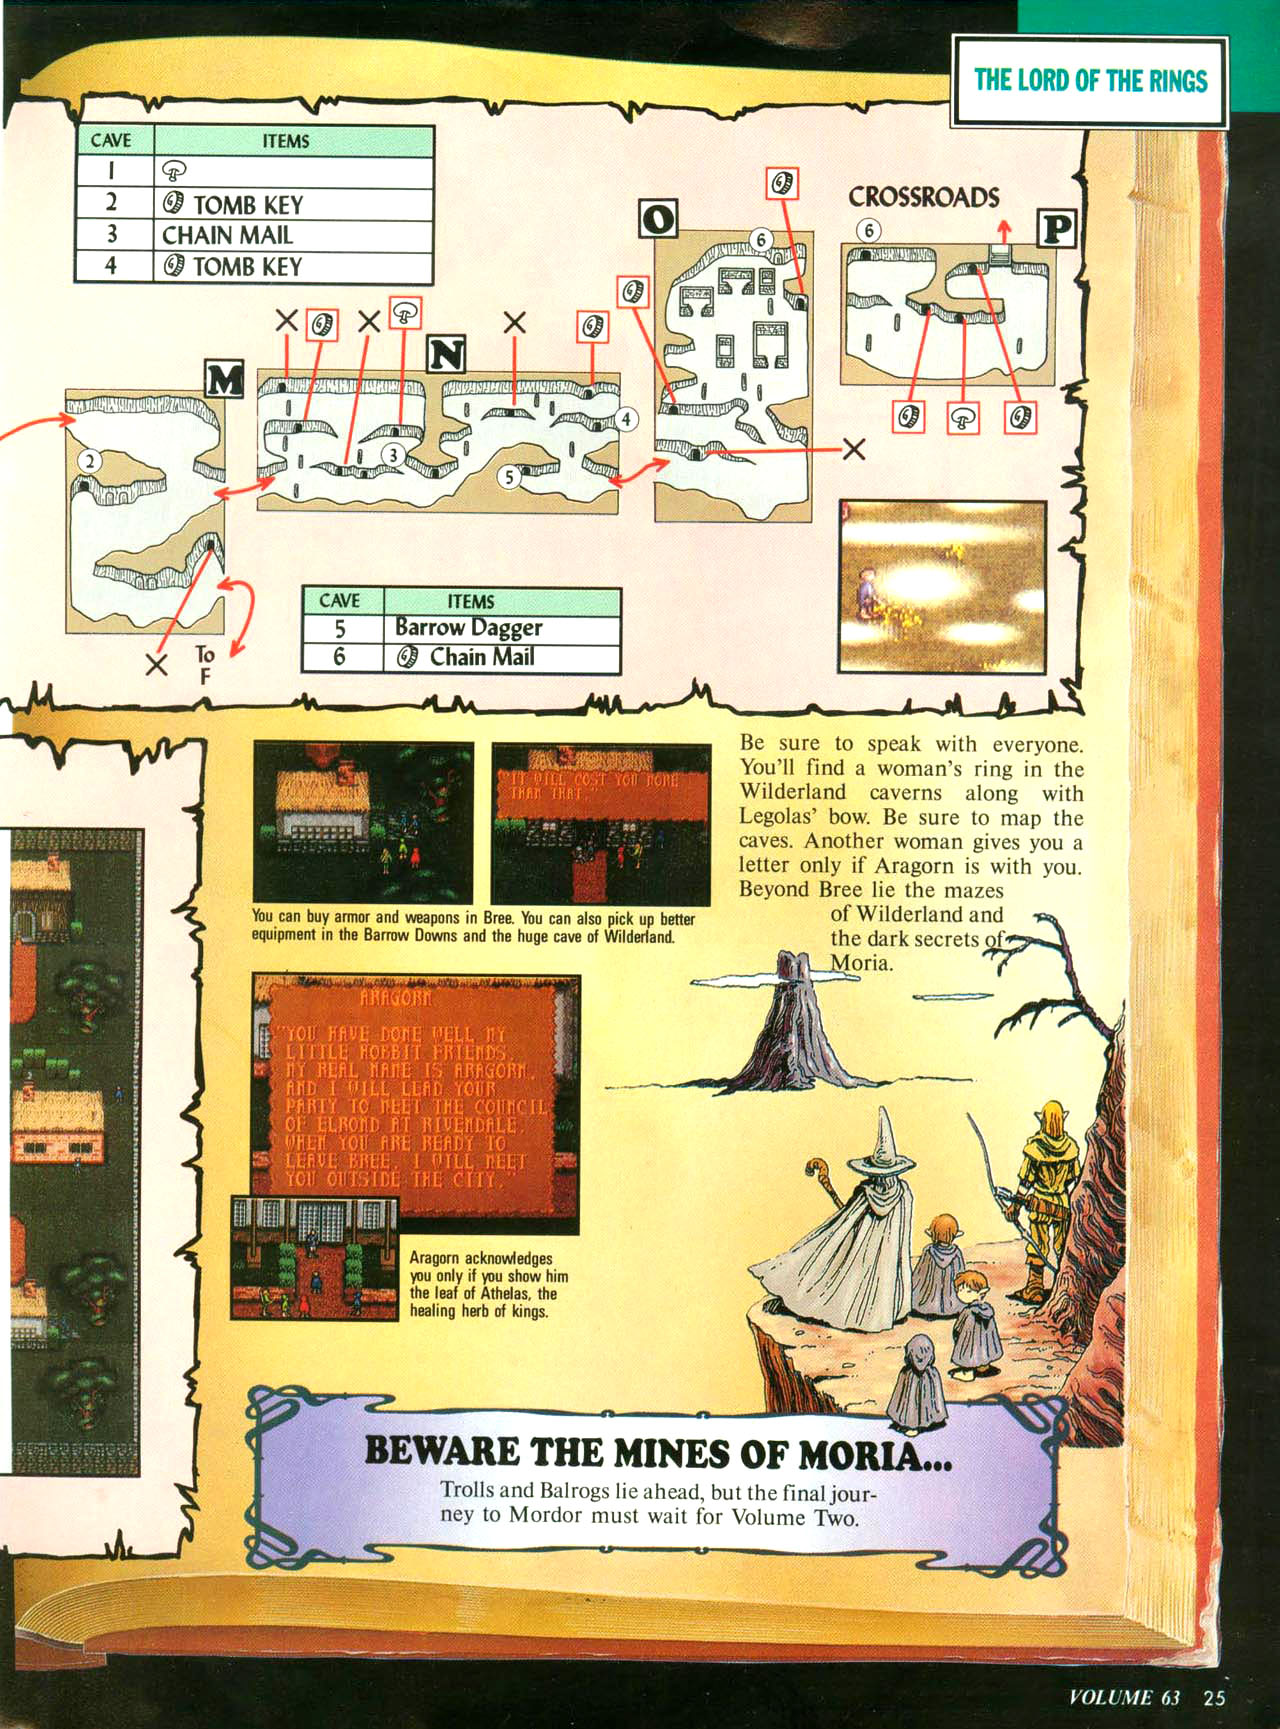 THE LORD OF THE RINGS
CAVE ITEMS
1
2 TOMB KEY
3 CHAIN MAIL
4 TOMB KEY
M
N
O
CROSSROADS
P
6
6
2
3
4
5
To
F
CAVE ITEMS
5 Barrow Dagger
6 Chain Mail
"IT WILL COST YOU MORE
THAN THAT."
You can buy armor and weapons in Bree. You can also pick up better
equipment in the Barrow Downs and the huge cave of Wilderland.
Be sure to speak with everyone.
You'll find a woman's ring in the
Wilderland caverns along with
Legolas' bow. Be sure to map the
caves. Another woman gives you a
letter only if Aragorn is with you.
Beyond Bree lie the mazes
of Wilderland and
the dark secrets of
Moria.
ARAGORN
"YOU HAVE DONE WELL MY
LITTLE HOBBIT FRIENDS.
MY REAL NAME IS ARAGORN,
AND I WILL LEAD YOUR
PARTY TO MEET THE COUNCIL
OF ELROND AT RIVENDALE.
WHEN YOU ARE READY TO
LEAVE BREE, I WILL MEET
YOU OUTSIDE THE CITY."
Aragorn acknowledges
you only if you show him
the leaf of Athelas, the
healing herb of kings.
BEWARE THE MINES OF MORIA...
Trolls and Balrogs lie ahead, but the final jour-
ney to Mordor must wait for Volume Two.
VOLUME 63 25